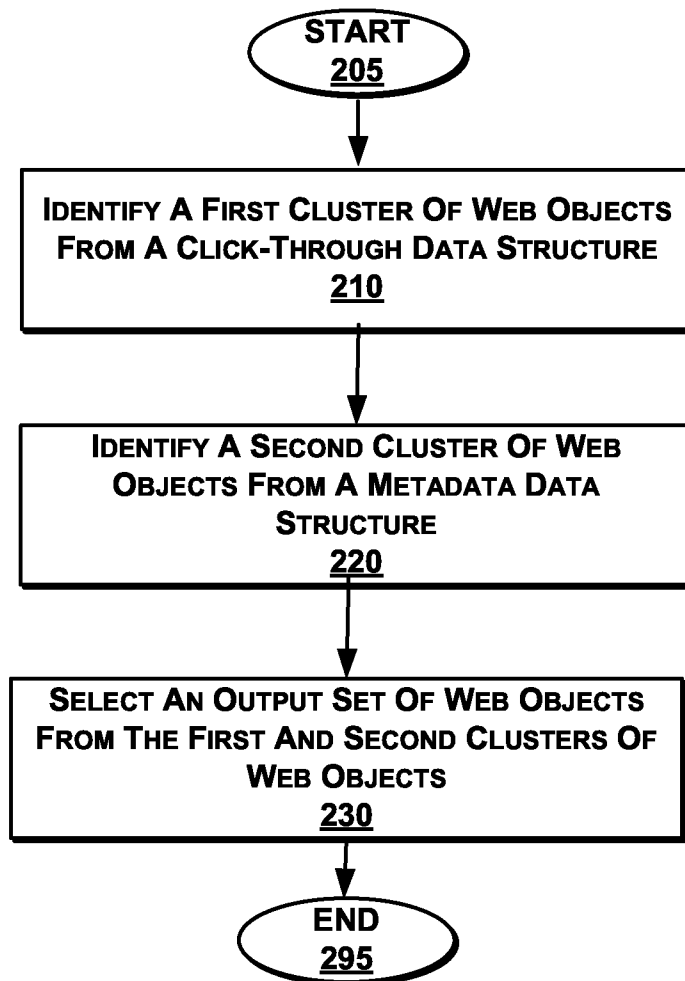 START
205
IDENTIFY A FIRST CLUSTER OF WEB OBJECTS
FROM A CLICK-THROUGH DATA STRUCTURE
210
IDENTIFY A SECOND CLUSTER OF WEB
OBJECTS FROM A METADATA DATA
STRUCTURE
220
SELECT AN OUTPUT SET OF WEB OBJECTS
FROM THE FIRST AND SECOND CLUSTERS OF
WEB OBJECTS
230
END
295